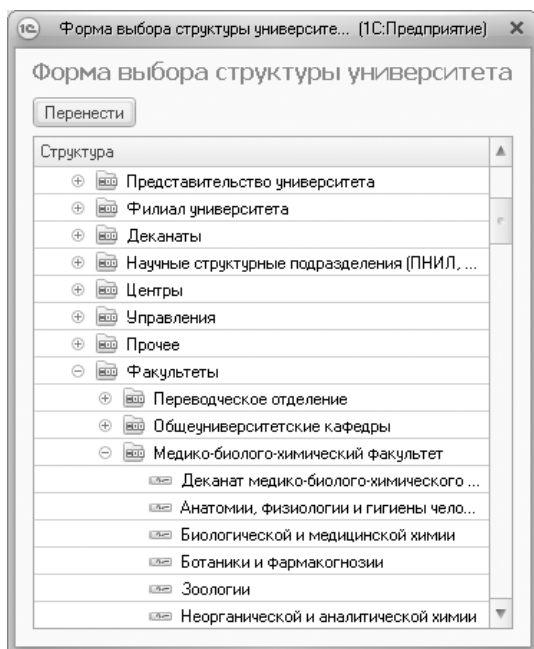 1С Форма выбора структуры университе... (1С:Предприятие)
Форма выбора структуры университета
Перенести
Структура
Представительство университета
Филиал университета
Деканаты
Научные структурные подразделения (ПНИЛ, ...
Центры
Управления
Прочее
Факультеты
Переводческое отделение
Общеуниверситетские кафедры
Медико-биолого-химический факультет
Деканат медико-биолого-химического ...
Анатомии, физиологии и гигиены чело...
Биологической и медицинской химии
Ботаники и фармакогнозии
Зоологии
Неорганической и аналитической химии